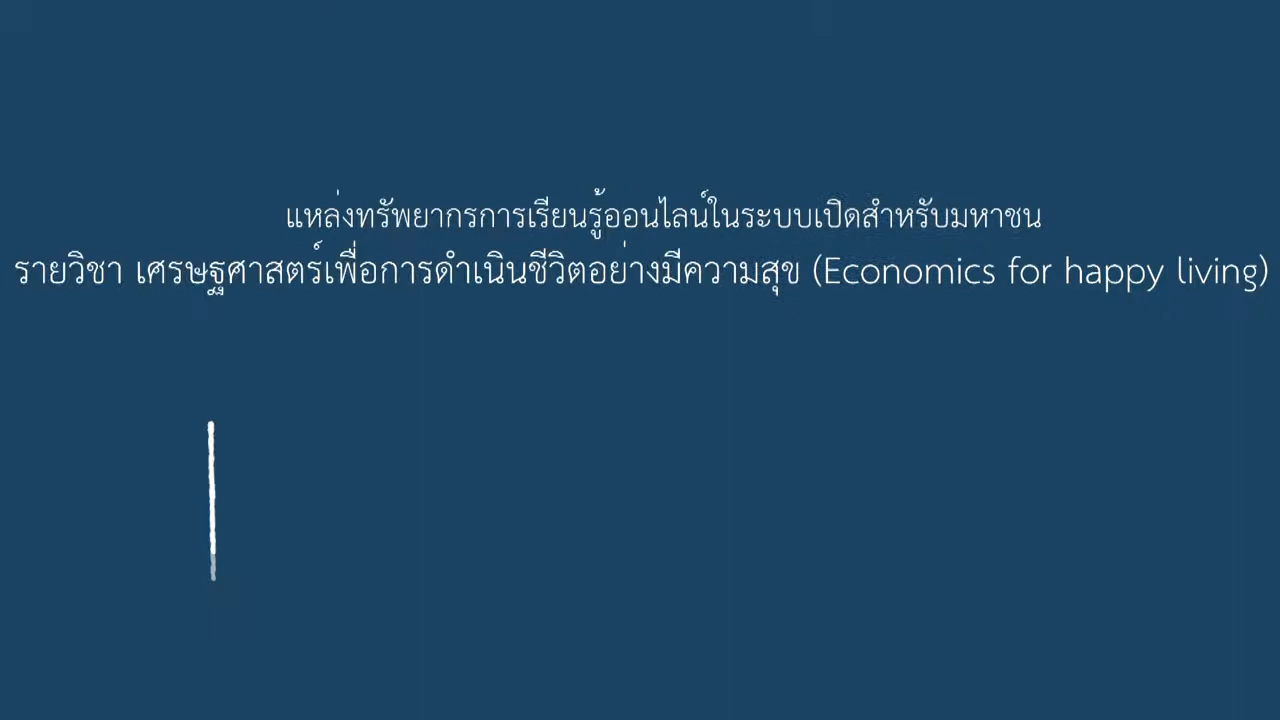 แหล่งทรัพยากรการเรียนรู้ออนไลน์ในระบบเปิดสำหรับมหาชน
รายวิชา เศรษฐศาสตร์เพื่อการดำเนินชีวิตอย่างมีความสุข (Economics for happy living)